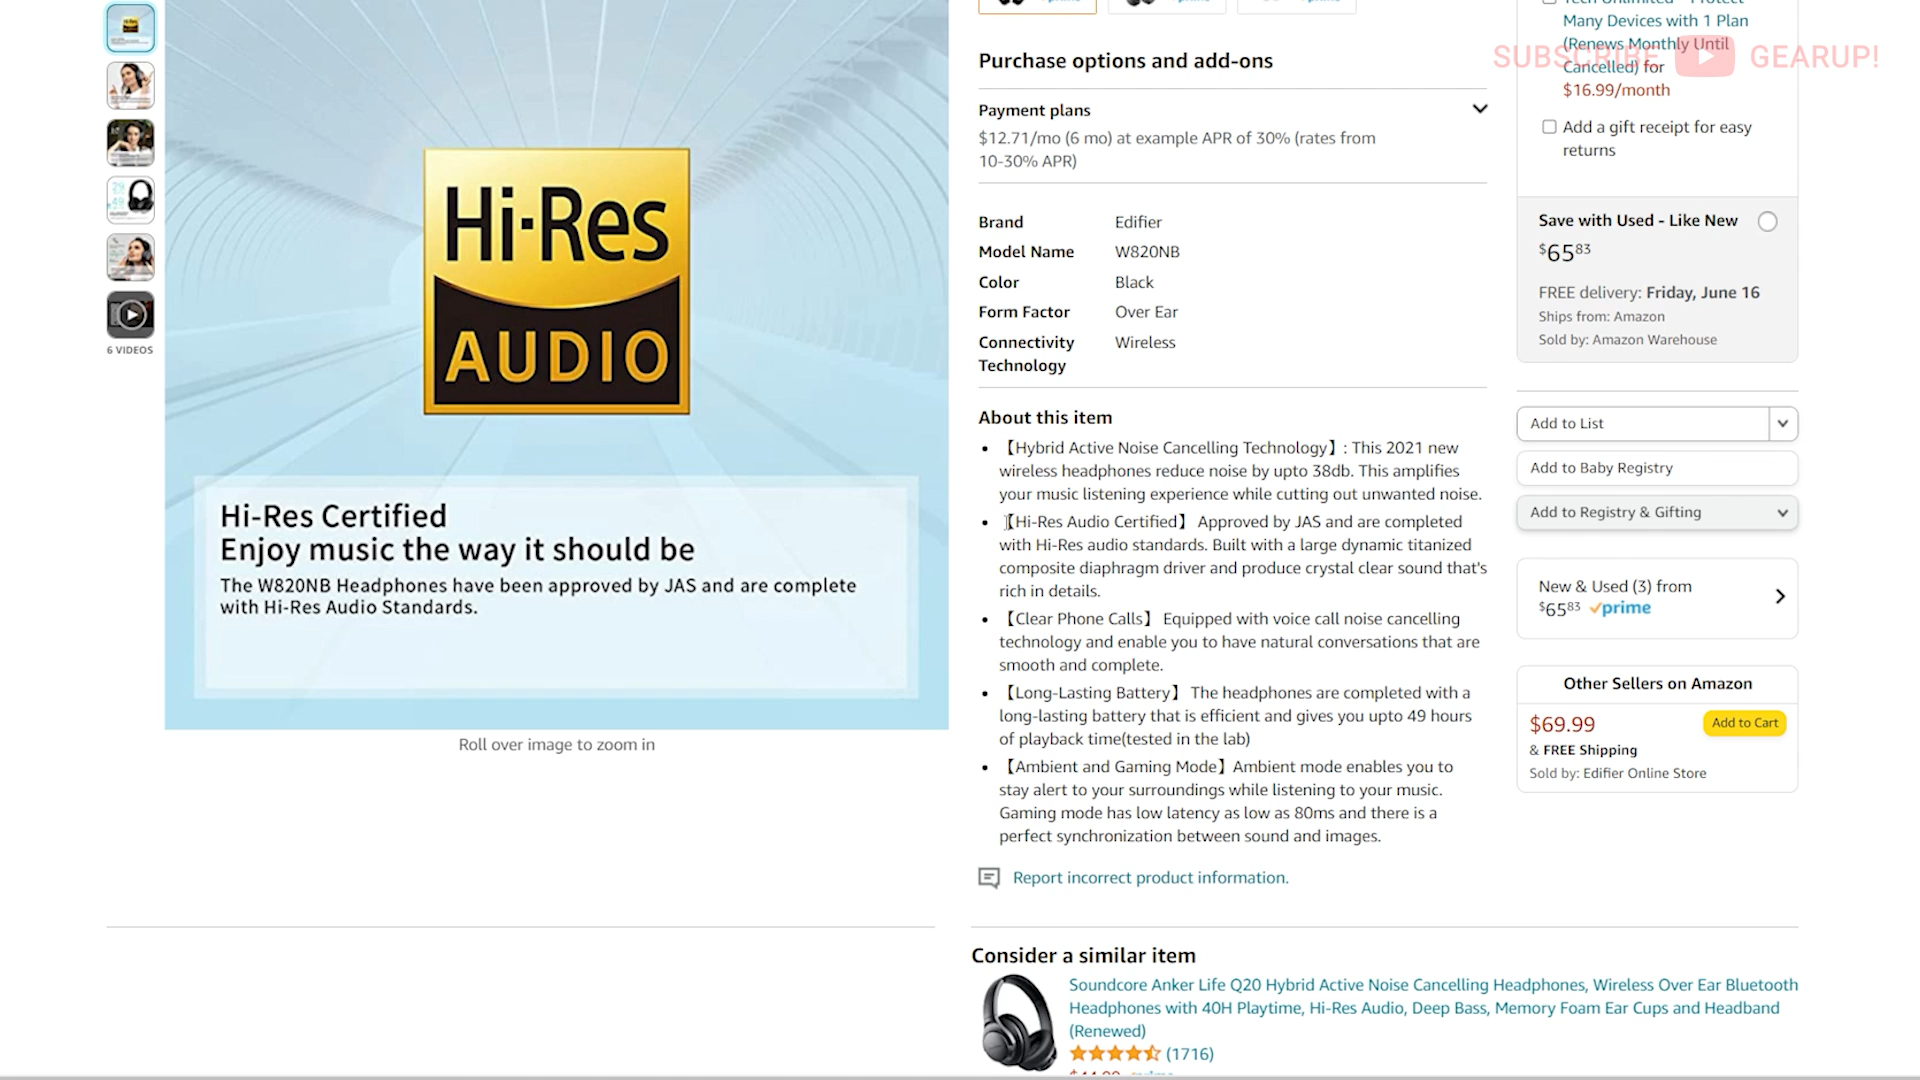 Hi-Res
AUDIO
Hi-Res Certified
Enjoy music the way it should be
The W820NB Headphones have been approved by JAS and are complete
with Hi-Res Audio Standards.
6 VIDEOS
Roll over image to zoom in
Purchase options and add-ons
Payment plans
$12.71/mo (6 mo) at example APR of 30% (rates from
10-30% APR)
Brand Edifier
Model Name W820NB
Color Black
Form Factor Over Ear
Connectivity Wireless
Technology
About this item
• 【Hybrid Active Noise Cancelling Technology】: This 2021 new
wireless headphones reduce noise by upto 38db. This amplifies
your music listening experience while cutting out unwanted noise.
• 【Hi-Res Audio Certified】 Approved by JAS and are completed
with Hi-Res audio standards. Built with a large dynamic titanized
composite diaphragm driver and produce crystal clear sound that's
rich in details.
• 【Clear Phone Calls】 Equipped with voice call noise cancelling
technology and enable you to have natural conversations that are
smooth and complete.
• 【Long-Lasting Battery】 The headphones are completed with a
long-lasting battery that is efficient and gives you upto 49 hours
of playback time(tested in the lab)
• 【Ambient and Gaming Mode】Ambient mode enables you to
stay alert to your surroundings while listening to your music.
Gaming mode has low latency as low as 80ms and there is a
perfect synchronization between sound and images.
Report incorrect product information.
Consider a similar item
Soundcore Anker Life Q20 Hybrid Active Noise Cancelling Headphones, Wireless Over Ear Bluetooth
Headphones with 40H Playtime, Hi-Res Audio, Deep Bass, Memory Foam Ear Cups and Headband
(Renewed)
(1716)
Tech Unlimited - Protect
Many Devices with 1 Plan
(Renews Monthly Until
Cancelled) for
$16.99/month
SUBSCRIBE GEARUP!
Add a gift receipt for easy
returns
Save with Used - Like New
$65.83
FREE delivery: Friday, June 16
Ships from: Amazon
Sold by: Amazon Warehouse
Add to List
Add to Baby Registry
Add to Registry & Gifting
New & Used (3) from
$65.83 prime
Other Sellers on Amazon
$69.99 Add to Cart
& FREE Shipping
Sold by: Edifier Online Store